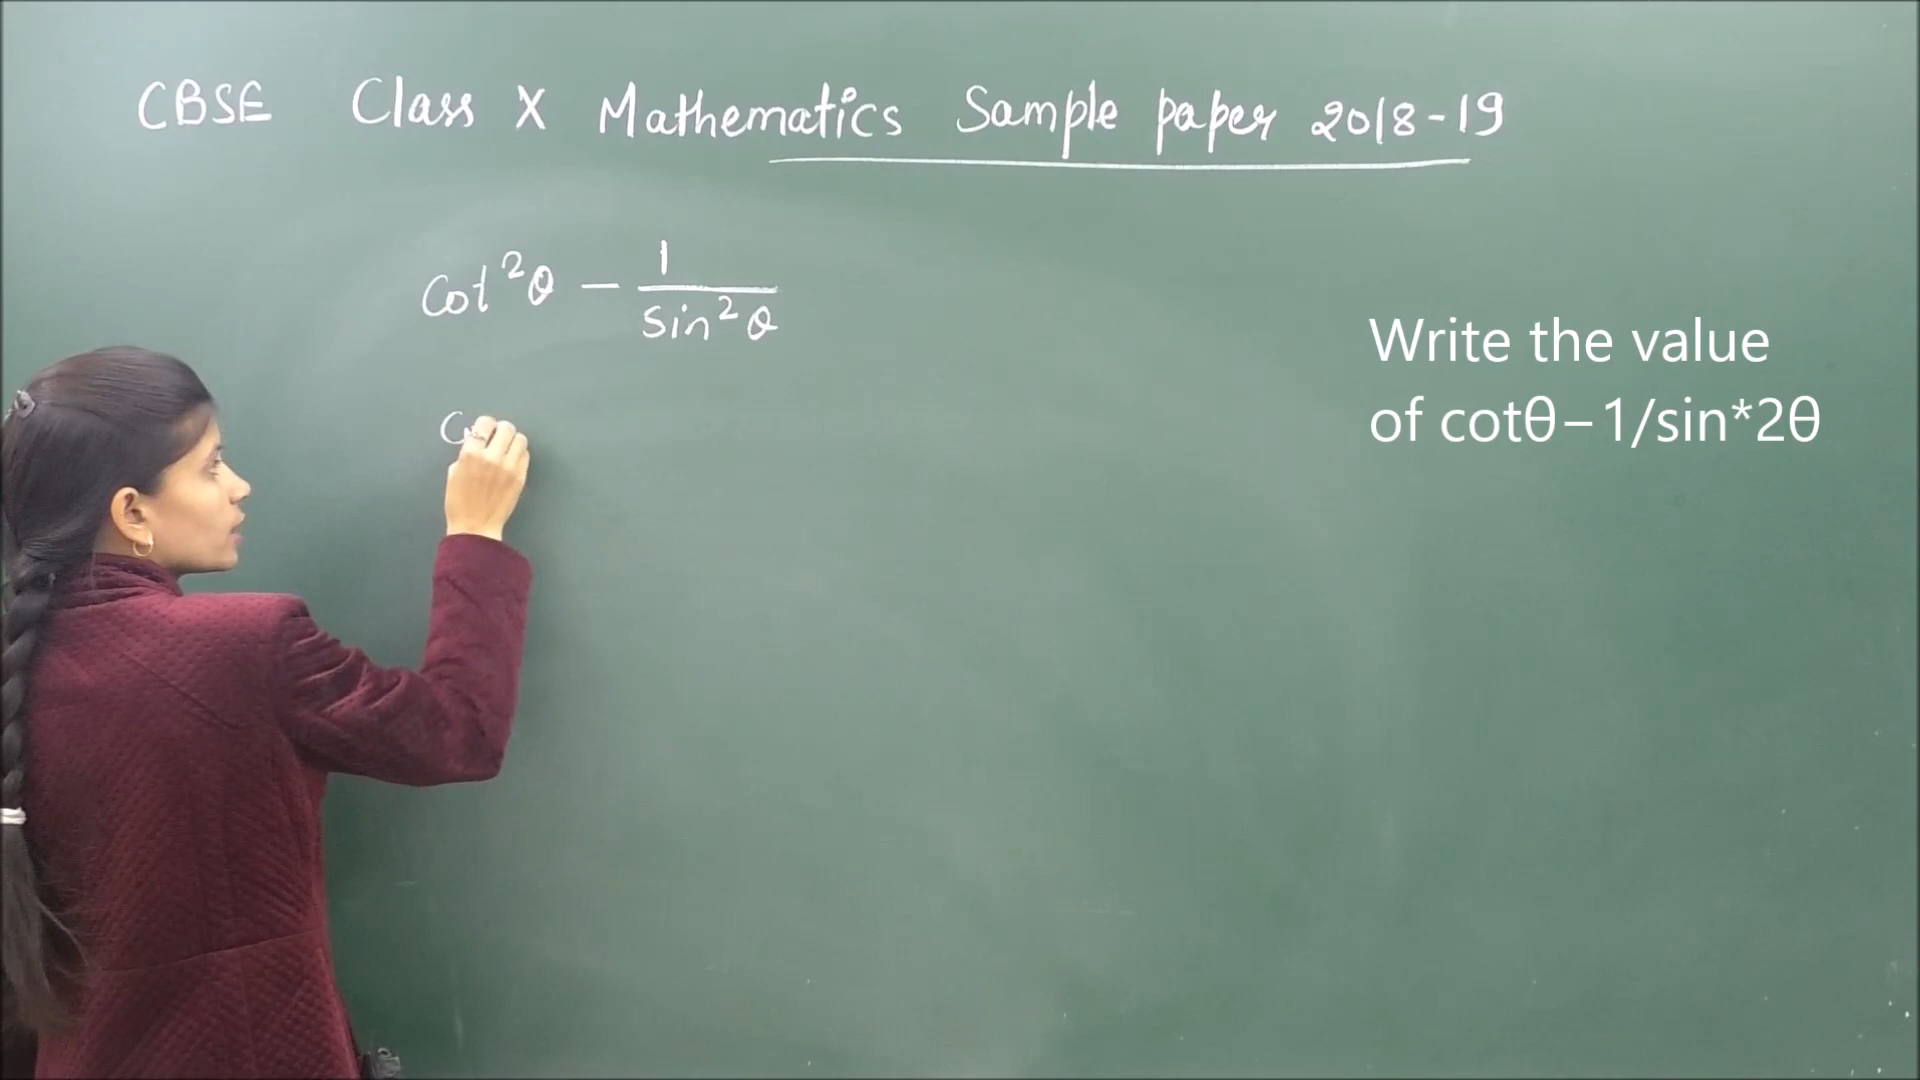 CBSE Class X Mathematics Sample paper 2018-19
Cot²θ − 1/Sin²θ
Write the value
of cotθ−1/sin*2θ